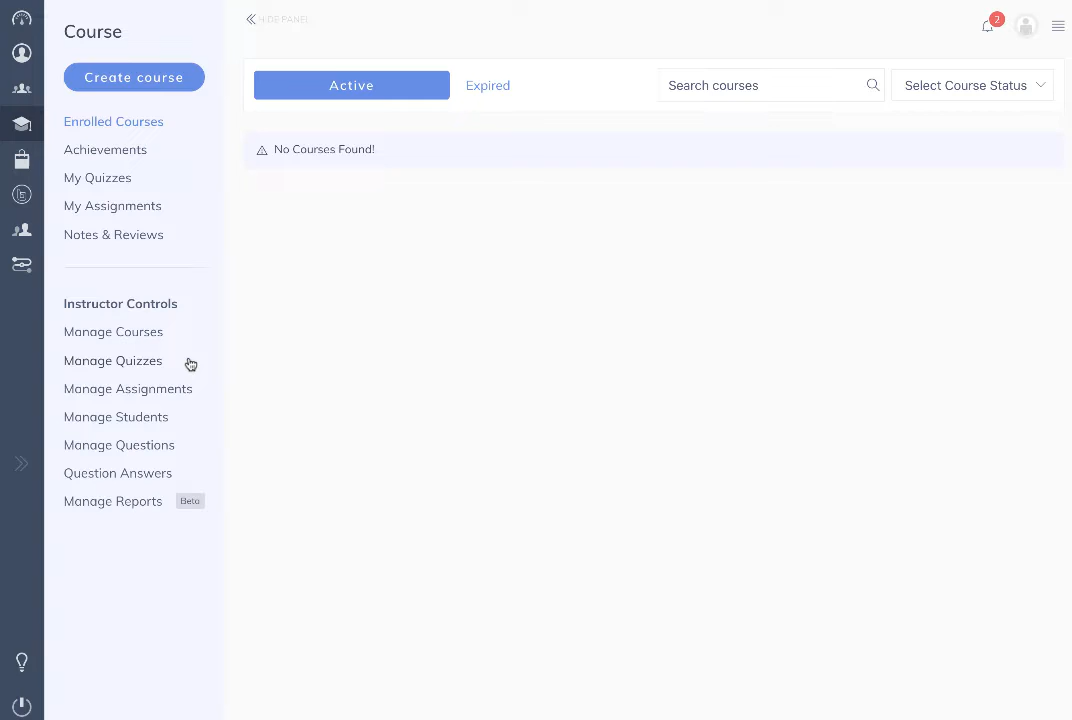 Course
HIDE PANEL
2
Create course
Active
Expired
Search courses
Select Course Status
Enrolled Courses
Achievements
My Quizzes
My Assignments
Notes & Reviews
No Courses Found!
Instructor Controls
Manage Courses
Manage Quizzes
Manage Assignments
Manage Students
Manage Questions
Question Answers
Manage Reports Beta